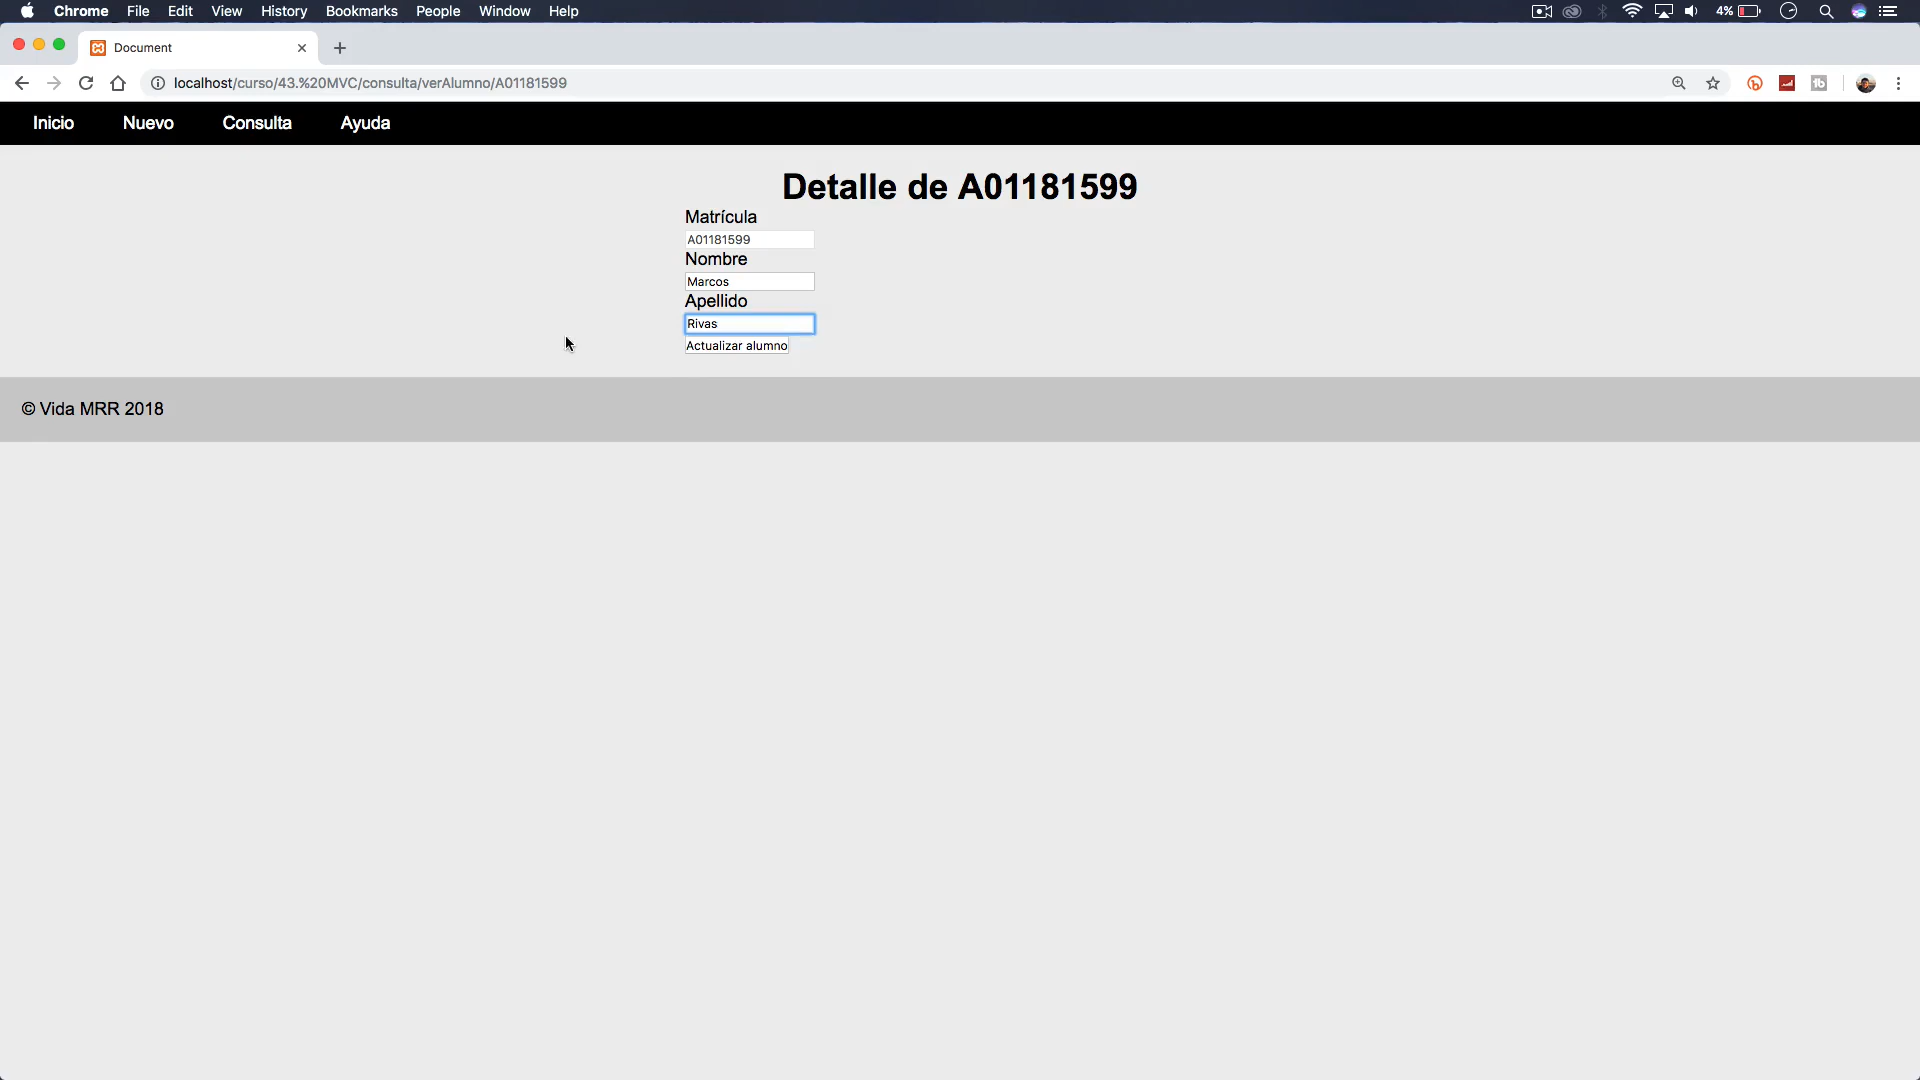 Chrome File Edit View History Bookmarks People Window Help 4%
Document
localhost/curso/43.%20MVC/consulta/verAlumno/A01181599
Inicio Nuevo Consulta Ayuda
Detalle de A01181599
Matrícula
A01181599
Nombre
Marcos
Apellido
Rivas
Actualizar alumno
© Vida MRR 2018